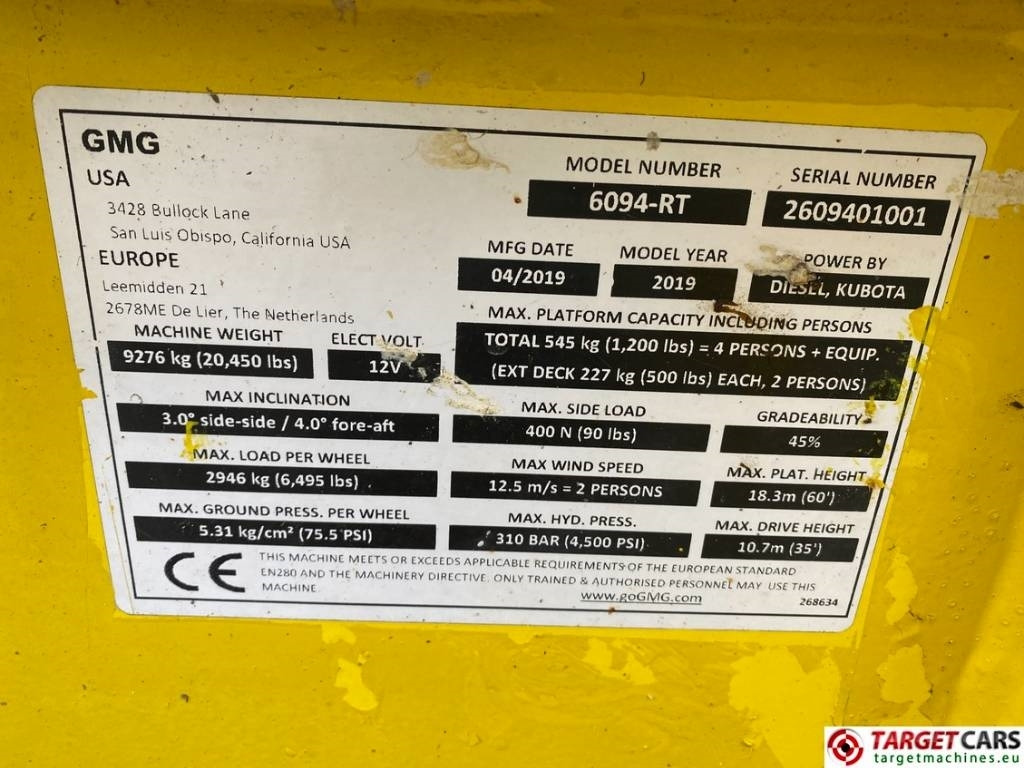 GMG
USA
3428 Bullock Lane
San Luis Obispo, California USA
EUROPE
Leemidden 21
2678ME De Lier, The Netherlands
MODEL NUMBER
6094-RT
SERIAL NUMBER
2609401001
MFG DATE
04/2019
MODEL YEAR
2019
POWER BY
DIESEL, KUBOTA
MACHINE WEIGHT
9276 kg (20,450 lbs)
ELECT VOLT
12V
MAX. PLATFORM CAPACITY INCLUDING PERSONS
TOTAL 545 kg (1,200 lbs) = 4 PERSONS + EQUIP.
(EXT DECK 227 kg (500 lbs) EACH, 2 PERSONS)
MAX INCLINATION
3.0° side-side / 4.0° fore-aft
MAX. SIDE LOAD
400 N (90 lbs)
GRADEABILITY
45%
MAX. LOAD PER WHEEL
2946 kg (6,495 lbs)
MAX WIND SPEED
12.5 m/s = 2 PERSONS
MAX. PLAT. HEIGHT
18.3m (60')
MAX. GROUND PRESS. PER WHEEL
5.31 kg/cm² (75.5 PSI)
MAX. HYD. PRESS.
310 BAR (4,500 PSI)
MAX. DRIVE HEIGHT
10.7m (35')
CE
THIS MACHINE MEETS OR EXCEEDS APPLICABLE REQUIREMENTS OF THE EUROPEAN STANDARD
EN280 AND THE MACHINERY DIRECTIVE. ONLY TRAINED & AUTHORISED PERSONNEL MAY USE THIS
MACHINE.
www.goGMG.com
268634
TARGETCARS
targetmachines.eu